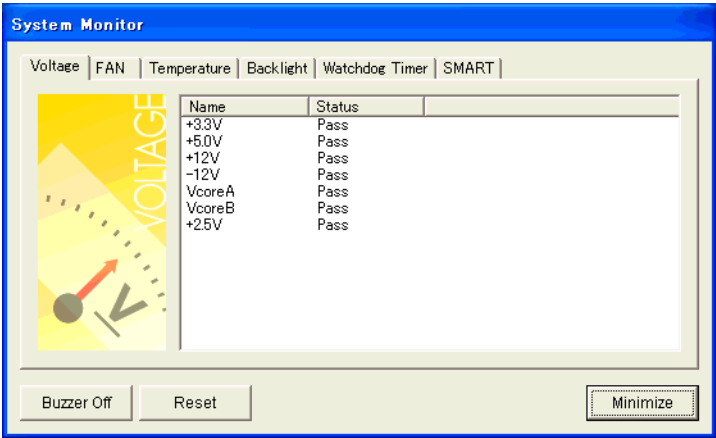 System Monitor
Voltage FAN Temperature Backlight Watchdog Timer SMART
VOLTAGE
Name Status
+3.3V Pass
+5.0V Pass
+12V Pass
-12V Pass
VcoreA Pass
VcoreB Pass
+2.5V Pass
V
Buzzer Off Reset Minimize